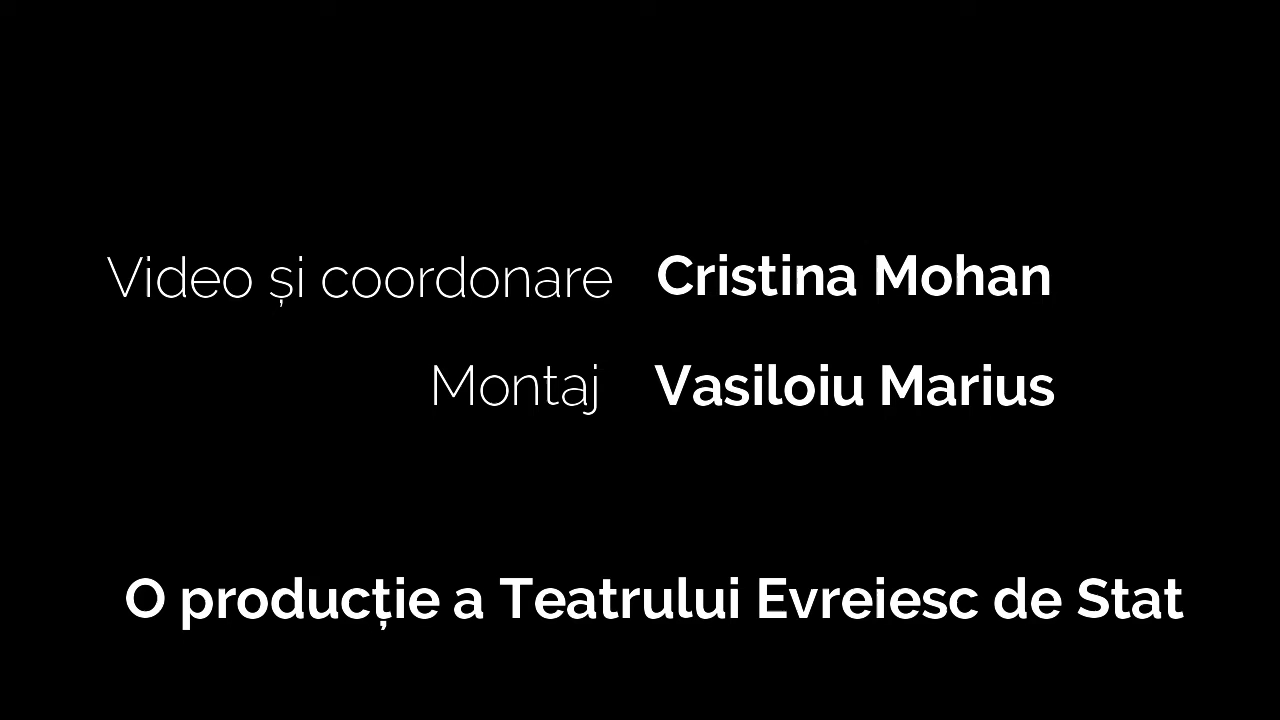 Video și coordonare Cristina Mohan
Montaj Vasiloiu Marius
O producție a Teatrului Evreiesc de Stat